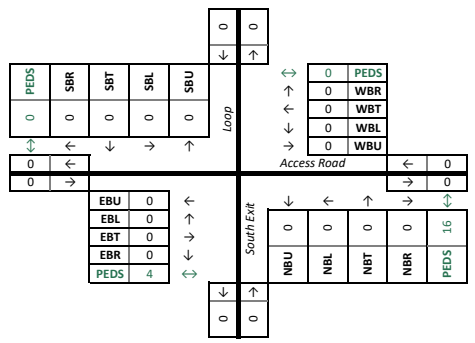 0 0
↓ ↑
PEDS SBR SBT SBL SBU
0 0 0 0 0
↕ ← ↓ → ↑
Loop
↔ 0 PEDS
↑ 0 WBR
← 0 WBT
↓ 0 WBL
→ 0 WBU
Access Road
0 ←
0 →
← 0
→ 0
EBU 0 ←
EBL 0 ↑
EBT 0 →
EBR 0 ↓
PEDS 4 ↔
South Exit
↓ ← ↑ → ↕
0 0 0 0 16
NBU NBL NBT NBR PEDS
↓ ↑
0 0